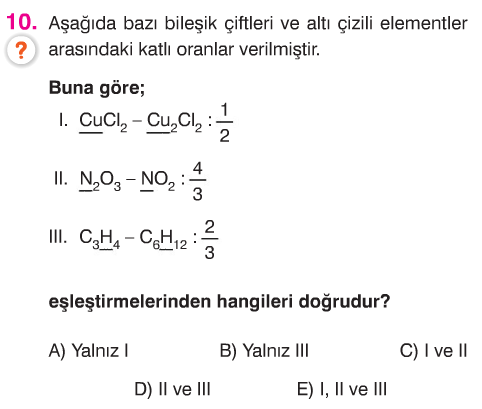 10. Aşağıda bazı bileşik çiftleri ve altı çizili elementler
? arasındaki katlı oranlar verilmiştir.
Buna göre;
I. CuCl₂ – Cu₂Cl₂ : 1/2
II. N₂O₃ – NO₂ : 4/3
III. C₃H₄ – C₆H₁₂ : 2/3
eşleştirmelerinden hangileri doğrudur?
A) Yalnız I B) Yalnız III C) I ve II
D) II ve III E) I, II ve III